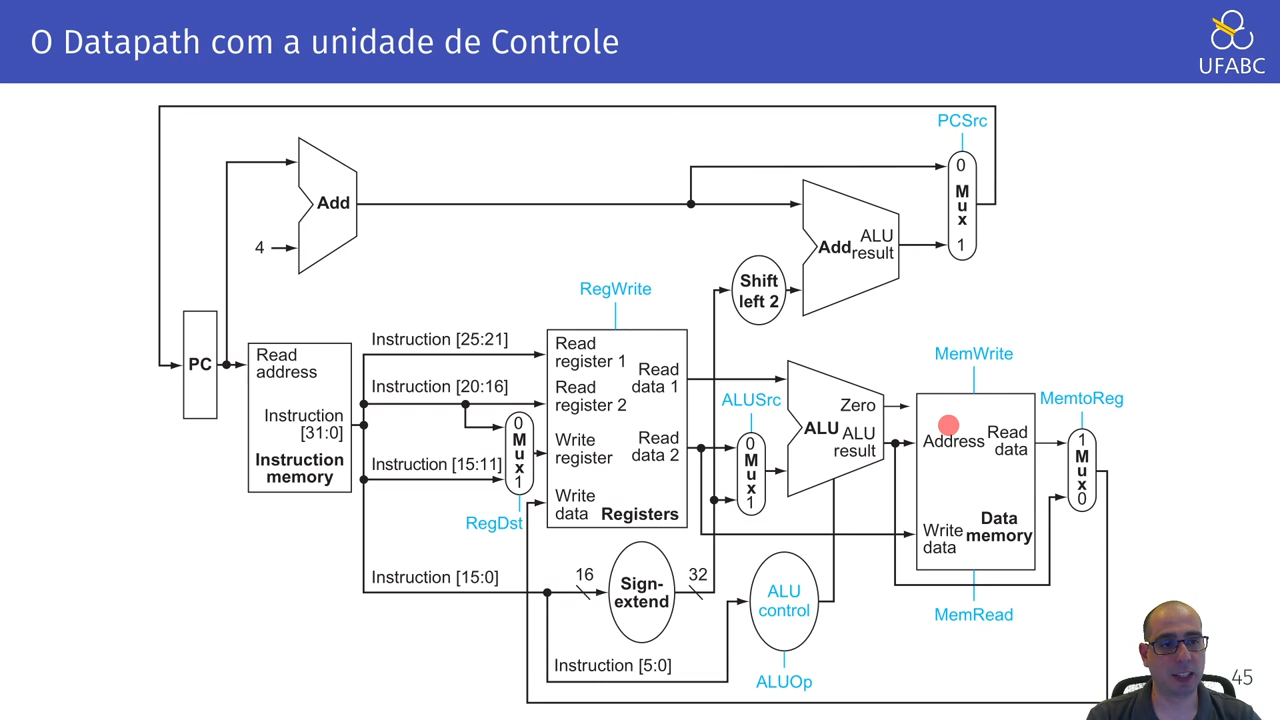 O Datapath com a unidade de Controle
UFABC
PCSrc
0
Mux
1
Add
4
Add
ALU
result
Shift
left 2
RegWrite
PC
Read
address
Instruction
[31:0]
Instruction
memory
Instruction [25:21]
Instruction [20:16]
Instruction [15:11]
Instruction [15:0]
Instruction [5:0]
0
Mux
1
RegDst
Read
register 1
Read
register 2
Write
register
Write
data
Read
data 1
Read
data 2
Registers
ALUSrc
0
Mux
1
Zero
ALU
ALU
result
MemWrite
Address
Read
data
Write
data
Data
memory
MemRead
MemtoReg
1
Mux
0
16
Sign-
extend
32
ALU
control
ALUOp
45